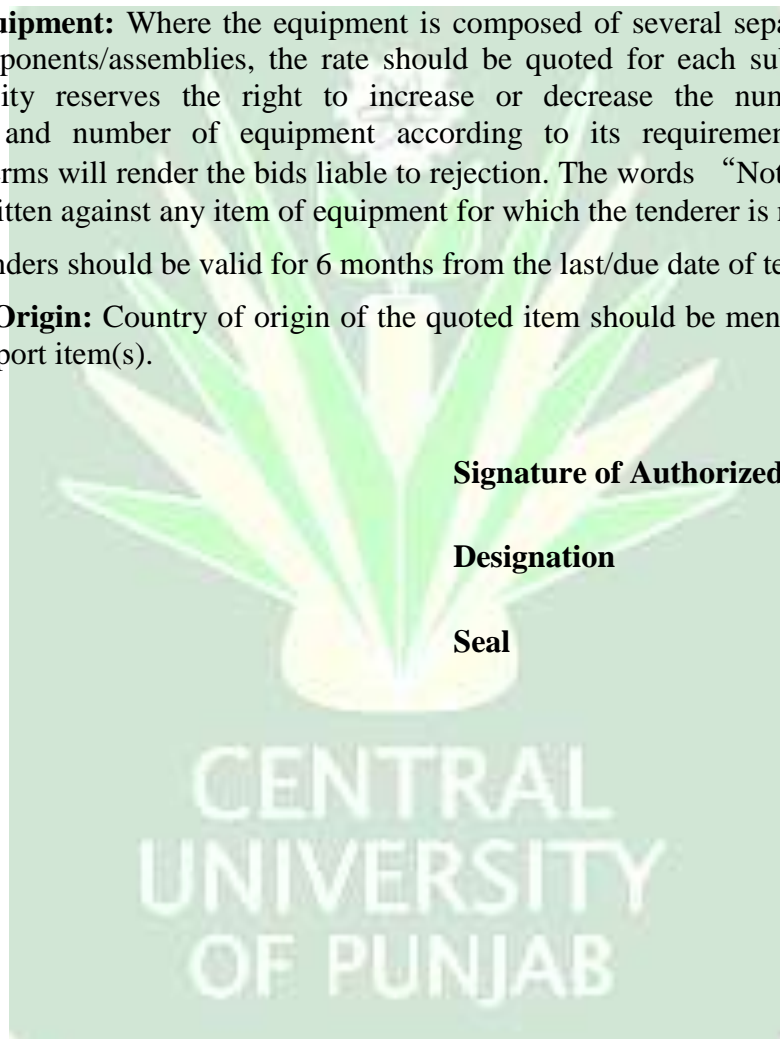 uipment: Where the equipment is composed of several sepa
ponents/assemblies, the rate should be quoted for each su
ity reserves the right to increase or decrease the num
and number of equipment according to its requiremen
rms will render the bids liable to rejection. The words “Not
itten against any item of equipment for which the tenderer is
nders should be valid for 6 months from the last/due date of te
Origin: Country of origin of the quoted item should be men
port item(s).
Signature of Authorized
Designation
Seal
CENTRAL
UNIVERSITY
OF PUNJAB